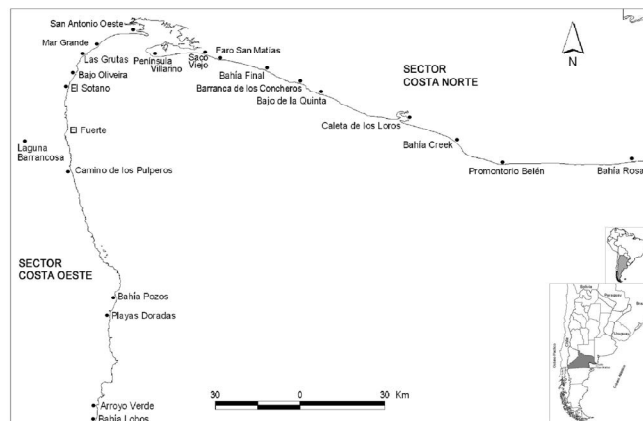 San Antonio Oeste
Mar Grande
Las Grutas
Península
Villarino
Saco
Viejo
Faro San Matías
Bajo Oliveira
Bahía Final
El Sotano
Barranca de los Concheros
Bajo de la Quinta
SECTOR
COSTA NORTE
N
Fuerte
Caleta de los Loros
Laguna
Barrancosa
Bahía Creek
Camino de los Pulperos
Promontorio Belén
Bahía Rosa
SECTOR
COSTA OESTE
Bahía Pozos
Playas Doradas
Bolivia
Paraguay
Chile
Arroyo Verde
Bahía Lobos
30 0 30
Km